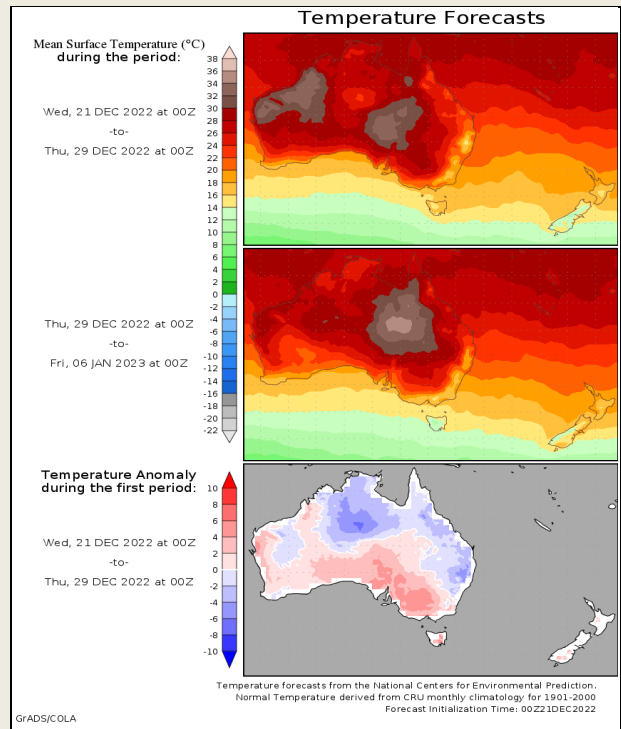 Temperature Forecasts
Mean Surface Temperature (°C)
during the period:
Wed, 21 DEC 2022 at 00Z
-to-
Thu, 29 DEC 2022 at 00Z
38
36
34
32
30
28
26
24
22
20
18
16
14
12
10
8
6
4
2
0
-2
-4
-6
-8
-10
-12
-14
-16
-18
-20
-22
Thu, 29 DEC 2022 at 00Z
-to-
Fri, 06 JAN 2023 at 00Z
Temperature Anomaly
during the first period:
Wed, 21 DEC 2022 at 00Z
-to-
Thu, 29 DEC 2022 at 00Z
10
8
6
4
2
0
-2
-4
-6
-8
-10
Temperature forecasts from the National Centers for Environmental Prediction.
Normal Temperature derived from CRU monthly climatology for 1901-2000
Forecast Initialization Time: 00Z21DEC2022
GrADS/COLA